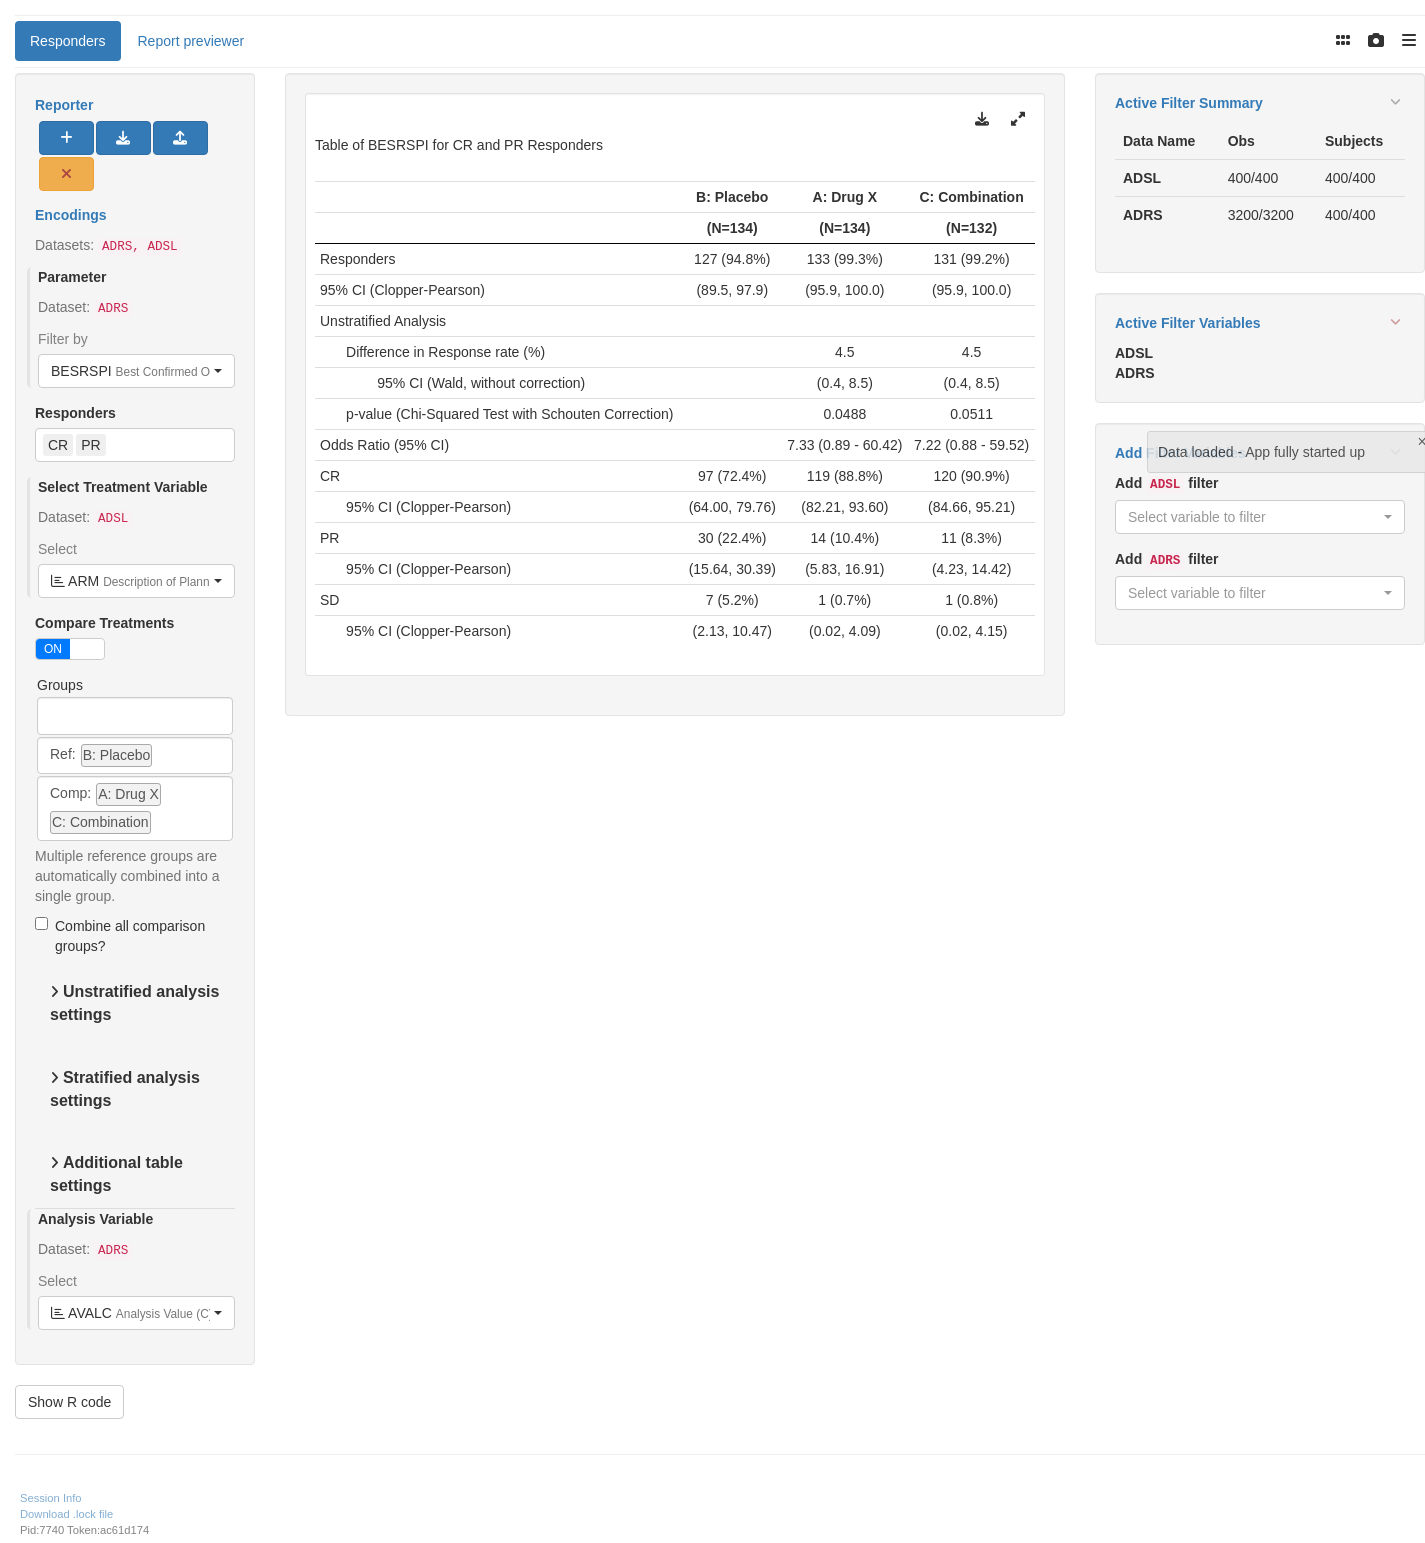 Responders
Report previewer
Reporter
Encodings
Datasets: ADRS, ADSL
Parameter
Dataset: ADRS
Filter by
BESRSPI Best Confirmed O
Responders
CR PR
Select Treatment Variable
Dataset: ADSL
Select
ARM Description of Plann
Compare Treatments
ON
Groups
Ref: B: Placebo
Comp: A: Drug X
C: Combination
Multiple reference groups are
automatically combined into a
single group.
Combine all comparison
groups?
Unstratified analysis
settings
Stratified analysis
settings
Additional table
settings
Analysis Variable
Dataset: ADRS
Select
AVALC Analysis Value (C)
Show R code
Table of BESRSPI for CR and PR Responders
B: Placebo A: Drug X C: Combination
(N=134) (N=134) (N=132)
Responders 127 (94.8%) 133 (99.3%) 131 (99.2%)
95% CI (Clopper-Pearson) (89.5, 97.9) (95.9, 100.0) (95.9, 100.0)
Unstratified Analysis
Difference in Response rate (%) 4.5 4.5
95% CI (Wald, without correction) (0.4, 8.5) (0.4, 8.5)
p-value (Chi-Squared Test with Schouten Correction) 0.0488 0.0511
Odds Ratio (95% CI) 7.33 (0.89 - 60.42) 7.22 (0.88 - 59.52)
CR 97 (72.4%) 119 (88.8%) 120 (90.9%)
95% CI (Clopper-Pearson) (64.00, 79.76) (82.21, 93.60) (84.66, 95.21)
PR 30 (22.4%) 14 (10.4%) 11 (8.3%)
95% CI (Clopper-Pearson) (15.64, 30.39) (5.83, 16.91) (4.23, 14.42)
SD 7 (5.2%) 1 (0.7%) 1 (0.8%)
95% CI (Clopper-Pearson) (2.13, 10.47) (0.02, 4.09) (0.02, 4.15)
Active Filter Summary
Data Name Obs Subjects
ADSL 400/400 400/400
ADRS 3200/3200 400/400
Active Filter Variables
ADSL
ADRS
Add
Data loaded - App fully started up
×
Add ADSL filter
Select variable to filter
Add ADRS filter
Select variable to filter
Session Info
Download .lock file
Pid:7740 Token:ac61d174